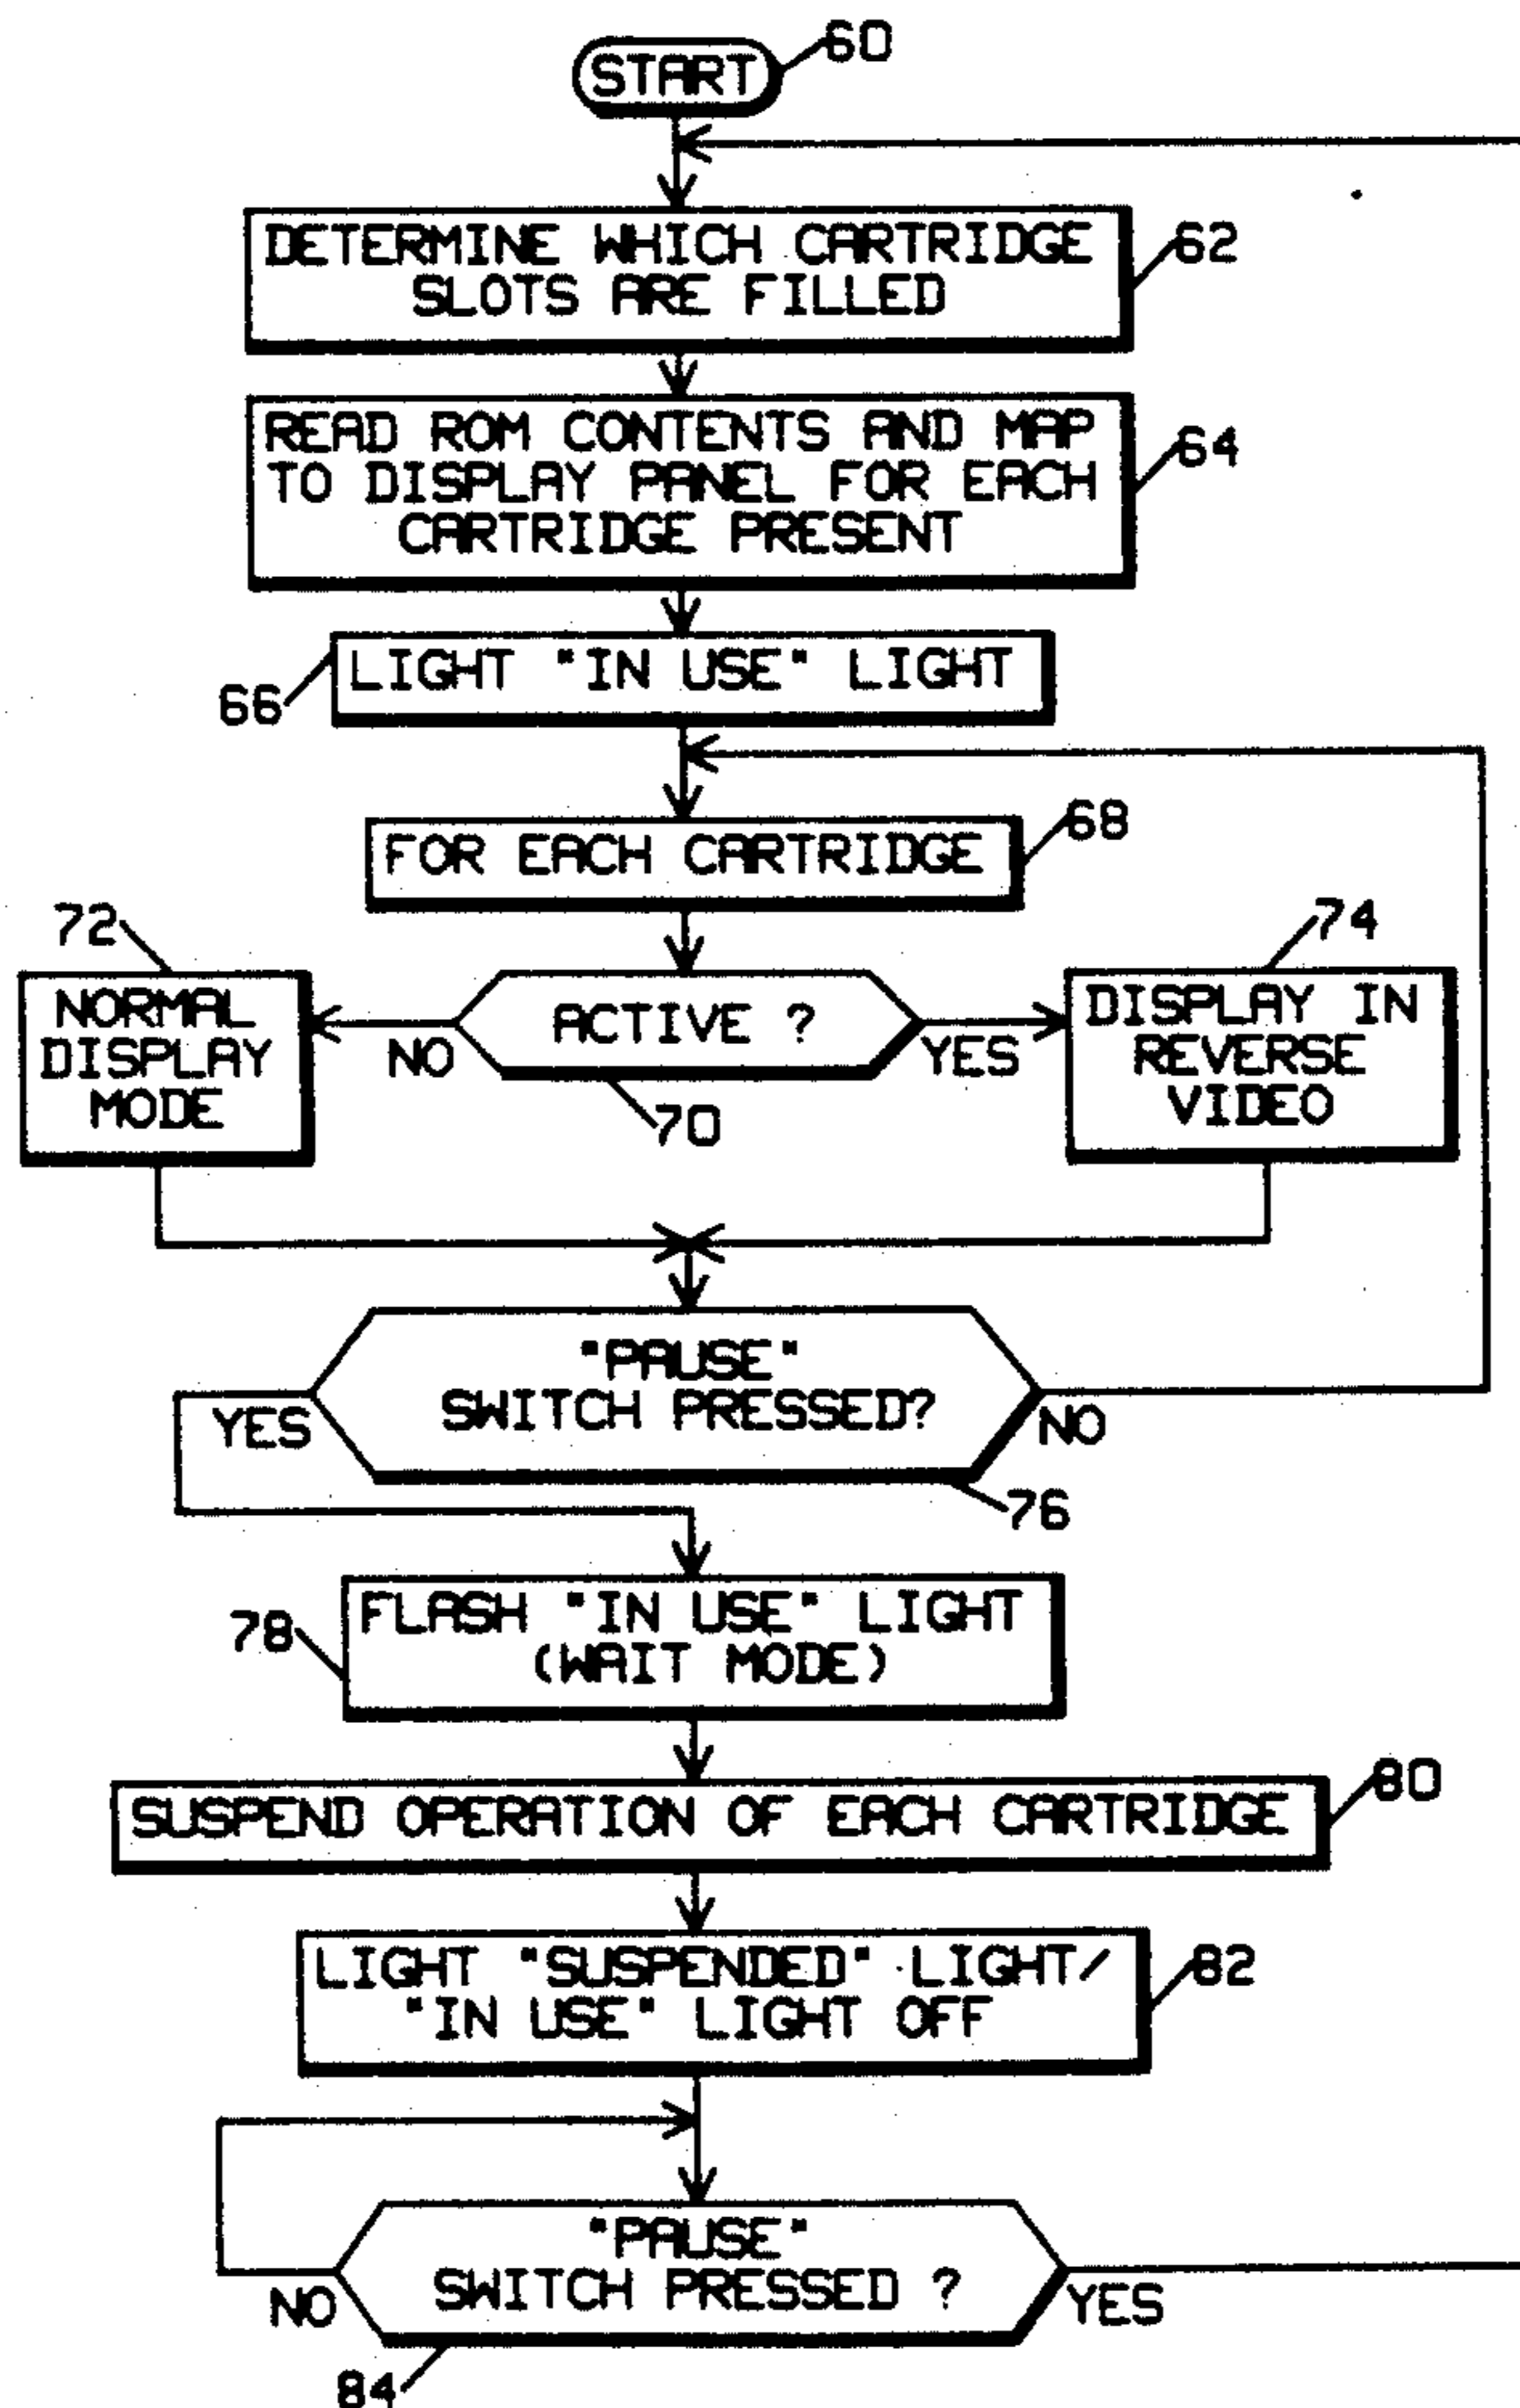 START
60
DETERMINE WHICH CARTRIDGE
SLOTS ARE FILLED
62
READ ROM CONTENTS AND MAP
TO DISPLAY PANEL FOR EACH
CARTRIDGE PRESENT
64
LIGHT "IN USE" LIGHT
66
FOR EACH CARTRIDGE
68
72
NORMAL
DISPLAY
MODE
NO
ACTIVE ?
70
YES
74
DISPLAY IN
REVERSE
VIDEO
"PAUSE"
SWITCH PRESSED?
YES
NO
76
FLASH "IN USE" LIGHT
(WAIT MODE)
78
SUSPEND OPERATION OF EACH CARTRIDGE
80
LIGHT "SUSPENDED" LIGHT/
"IN USE" LIGHT OFF
82
"PAUSE"
SWITCH PRESSED ?
NO
YES
84